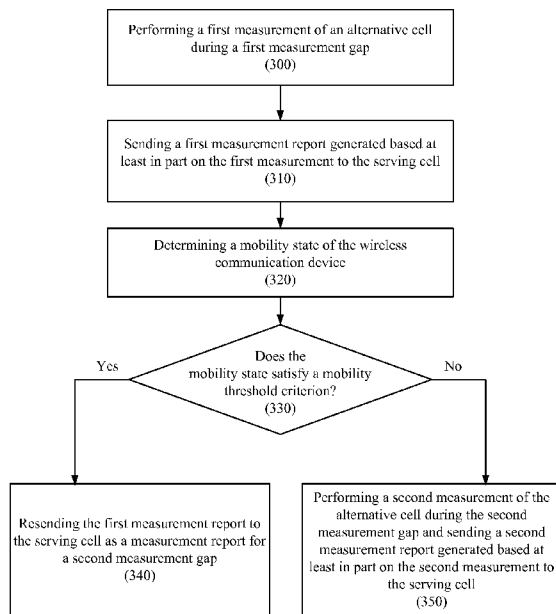 Performing a first measurement of an alternative cell
during a first measurement gap
(300)
Sending a first measurement report generated based at
least in part on the first measurement to the serving cell
(310)
Determining a mobility state of the wireless
communication device
(320)
Does the
mobility state satisfy a mobility
threshold criterion?
(330)
Yes
No
Resending the first measurement report to
the serving cell as a measurement report for
a second measurement gap
(340)
Performing a second measurement of the
alternative cell during the second
measurement gap and sending a second
measurement report generated based at
least in part on the second measurement to
the serving cell
(350)